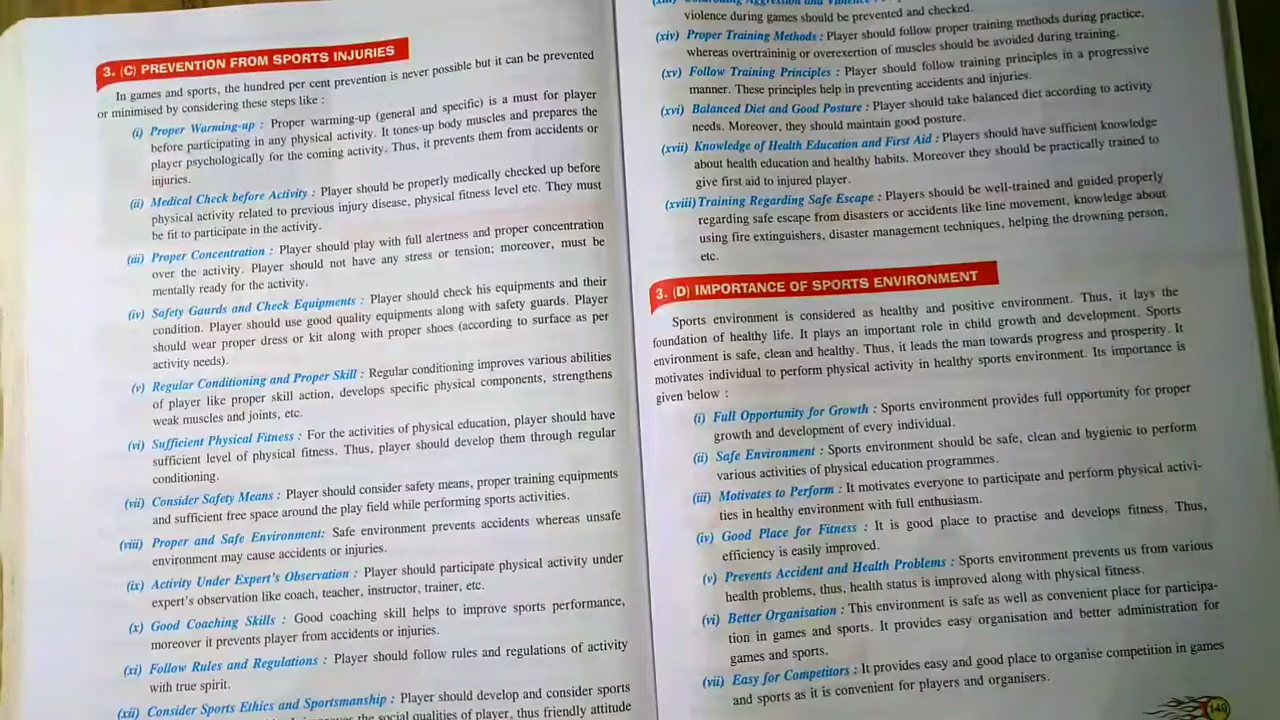 3. (C) PREVENTION FROM SPORTS INJURIES
In games and sports, the hundred per cent prevention is never possible but it can be prevented
or minimised by considering these steps like :
(i) Proper Warming-up : Proper warming-up (general and specific) is a must for player
before participating in any physical activity. It tones-up body muscles and prepares the
player psychologically for the coming activity. Thus, it prevents them from accidents or
injuries.
(ii) Medical Check before Activity : Player should be properly medically checked up before
physical activity related to previous injury disease, physical fitness level etc. They must
be fit to participate in the activity.
(iii) Proper Concentration : Player should play with full alertness and proper concentration
over the activity. Player should not have any stress or tension; moreover, must be
mentally ready for the activity.
(iv) Safety Gaurds and Check Equipments : Player should check his equipments and their
condition. Player should use good quality equipments along with safety guards. Player
should wear proper dress or kit along with proper shoes (according to surface as per
activity needs).
(v) Regular Conditioning and Proper Skill : Regular conditioning improves various abilities
of player like proper skill action, develops specific physical components, strengthens
weak muscles and joints, etc.
(vi) Sufficient Physical Fitness : For the activities of physical education, player should have
sufficient level of physical fitness. Thus, player should develop them through regular
conditioning.
(vii) Consider Safety Means : Player should consider safety means, proper training equipments
and sufficient free space around the play field while performing sports activities.
(viii) Proper and Safe Environment: Safe environment prevents accidents whereas unsafe
environment may cause accidents or injuries.
(ix) Activity Under Expert's Observation : Player should participate physical activity under
expert's observation like coach, teacher, instructor, trainer, etc.
(x) Good Coaching Skills : Good coaching skill helps to improve sports performance,
moreover it prevents player from accidents or injuries.
(xi) Follow Rules and Regulations : Player should follow rules and regulations of activity
with true spirit.
(xii) Consider Sports Ethics and Sportsmanship : Player should develop and consider sports
the social qualities of player, thus friendly attitude
violence during games should be prevented and checked.
(xiv) Proper Training Methods : Player should follow proper training methods during practice,
whereas overtraininig or overexertion of muscles should be avoided during training.
(xv) Follow Training Principles : Player should follow training principles in a progressive
manner. These principles help in preventing accidents and injuries.
(xvi) Balanced Diet and Good Posture : Player should take balanced diet according to activity
needs. Moreover, they should maintain good posture.
(xvii) Knowledge of Health Education and First Aid : Players should have sufficient knowledge
about health education and healthy habits. Moreover they should be practically trained to
give first aid to injured player.
(xviii) Training Regarding Safe Escape : Players should be well-trained and guided properly
regarding safe escape from disasters or accidents like line movement, knowledge about
using fire extinguishers, disaster management techniques, helping the drowning person,
etc.
3. (D) IMPORTANCE OF SPORTS ENVIRONMENT
Sports environment is considered as healthy and positive environment. Thus, it lays the
foundation of healthy life. It plays an important role in child growth and development. Sports
environment is safe, clean and healthy. Thus, it leads the man towards progress and prosperity. It
motivates individual to perform physical activity in healthy sports environment. Its importance is
given below :
(i) Full Opportunity for Growth : Sports environment provides full opportunity for proper
growth and development of every individual.
(ii) Safe Environment : Sports environment should be safe, clean and hygienic to perform
various activities of physical education programmes.
(iii) Motivates to Perform : It motivates everyone to participate and perform physical activi-
ties in healthy environment with full enthusiasm.
(iv) Good Place for Fitness : It is good place to practise and develops fitness. Thus,
efficiency is easily improved.
(v) Prevents Accident and Health Problems : Sports environment prevents us from various
health problems, thus, health status is improved along with physical fitness.
(vi) Better Organisation : This environment is safe as well as convenient place for participa-
tion in games and sports. It provides easy organisation and better administration for
games and sports.
(vii) Easy for Competitors : It provides easy and good place to organise competition in games
and sports as it is convenient for players and organisers.
149